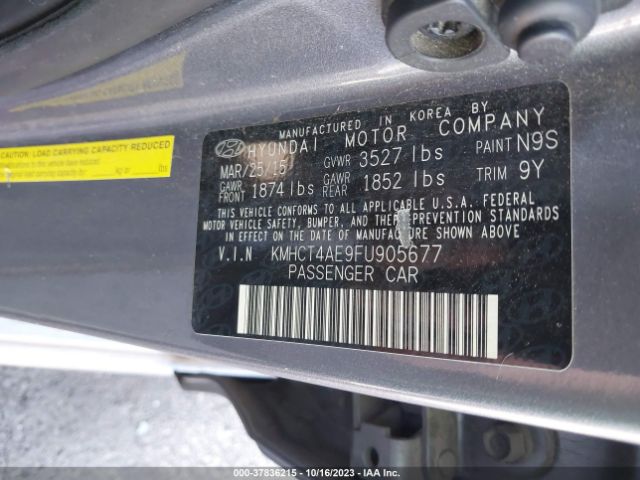 MANUFACTURED IN KOREA BY
HYUNDAI MOTOR COMPANY
MAR/25/15 GVWR 3527 lbs PAINT N9S
GAWR FRONT 1874 lbs GAWR REAR 1852 lbs TRIM 9Y
THIS VEHICLE CONFORMS TO ALL APPLICABLE U.S.A. FEDERAL
MOTOR VEHICLE SAFETY, BUMPER, AND THEFT PREVENTION STANDARDS
IN EFFECT ON THE DATE OF MANUFACTURE SHOWN ABOVE
V.I.N KMHCT4AE9FU905677
PASSENGER CAR
CAUTION: LOAD CARRYING CAPACITY REDUCED
000-37836215 - 10/16/2023 - IAA Inc.